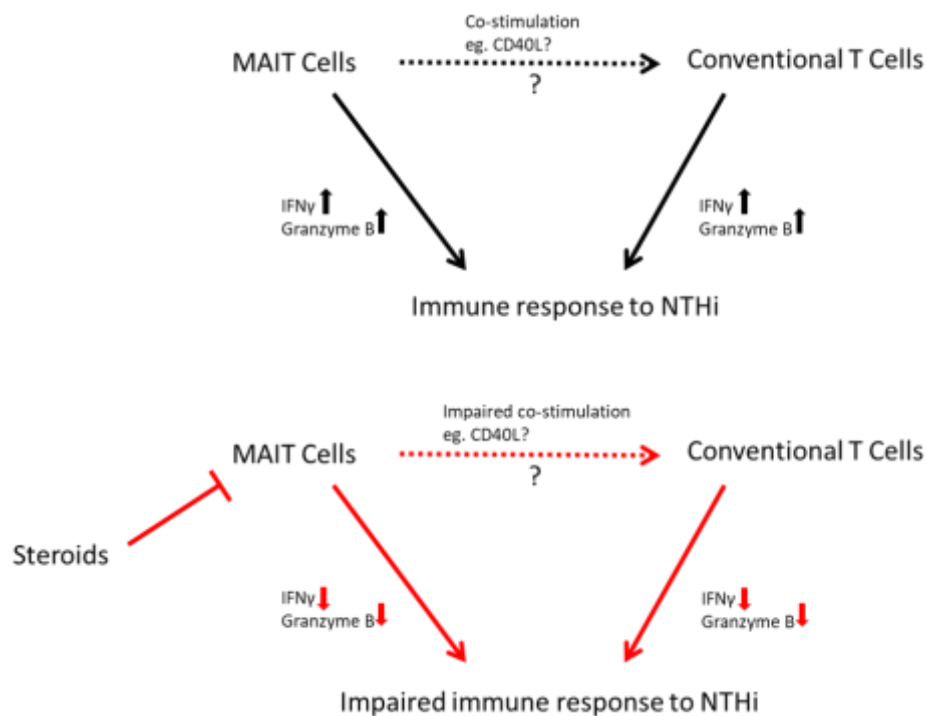 Co-stimulation
eg. CD40L?
MAIT Cells
Conventional T Cells
?
IFNγ
Granzyme B
IFNγ
Granzyme B
Immune response to NTHi
Impaired co-stimulation
eg. CD40L?
MAIT Cells
Conventional T Cells
?
Steroids
IFNγ
Granzyme B
IFNγ
Granzyme B
Impaired immune response to NTHi